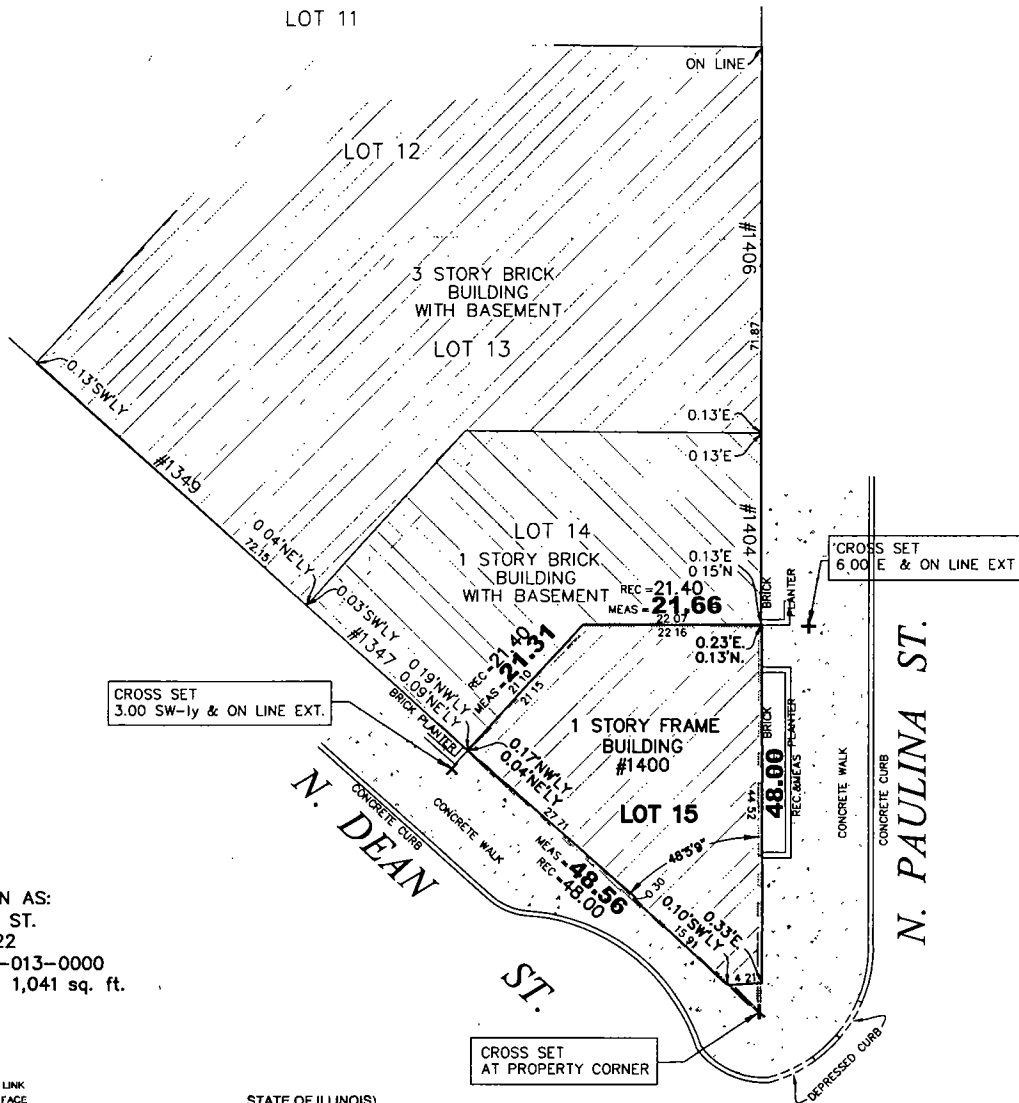 LOT 11
ON LINE
LOT 12
#1406
3 STORY BRICK
BUILDING
WITH BASEMENT
71.87
LOT 13
0.13'SW'LY
0.13'E.
0.13'E
#1349
#1404
LOT 14
1 STORY BRICK
BUILDING
WITH BASEMENT
0.04'NE'LY
72.15
0.13'E
0.15'N
BRICK
PLANTER
CROSS SET
6.00 E & ON LINE EXT
REC = 21.40
MEAS = 21.66
22.07
22.16
0.03'SW'LY
#1347
0.23'E.
0.13'N.
REC = 21.40
MEAS = 21.31
21.10
21.15
0.19'NW'LY
0.09'NE'LY
BRICK PLANTER
CROSS SET
3.00 SW-ly & ON LINE EXT.
1 STORY FRAME
BUILDING
#1400
0.17'NW'LY
0.04'NE'LY
BRICK
PLANTER
48.00
REC.&MEAS
44.52
CONCRETE WALK
CONCRETE CURB
N. PAULINA ST.
LOT 15
27.71
48°5'9"
N. DEAN
ST.
CONCRETE CURB
CONCRETE WALK
MEAS = 48.56
REC = 48.00
0.30
0.33'E.
0.10'SW'LY
15.91
4.21
N AS:
ST.
22
-013-0000
1,041 sq. ft.
CROSS SET
AT PROPERTY CORNER
DEPRESSED CURB
LINK
FACE
STATE OF ILLINOIS)